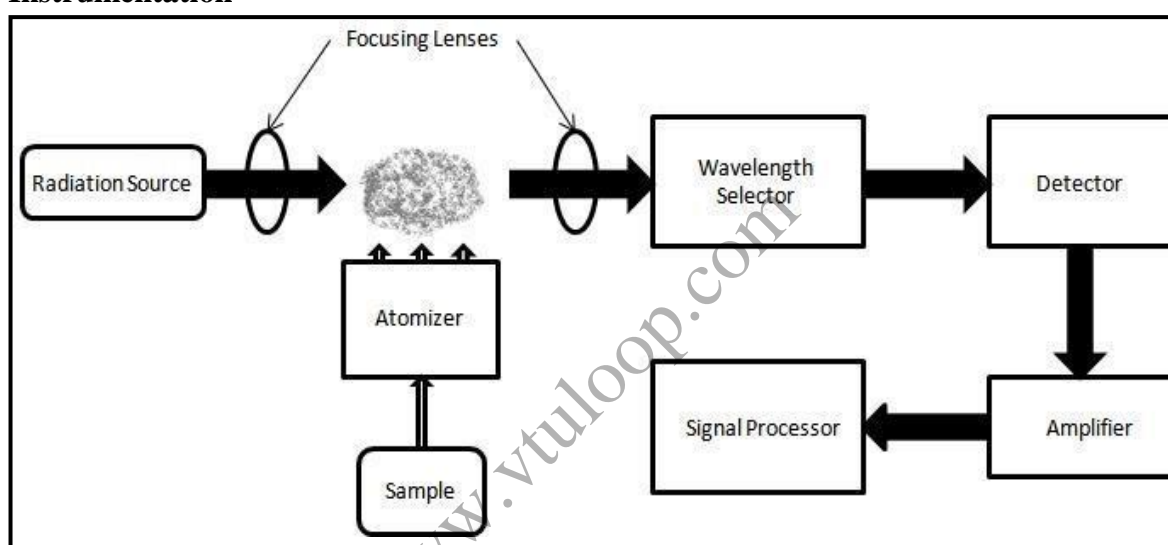 Instrumentation
Focusing Lenses
Radiation Source
Wavelength
Selector
Detector
Atomizer
Signal Processor
Amplifier
Sample
www.vtuloop.com